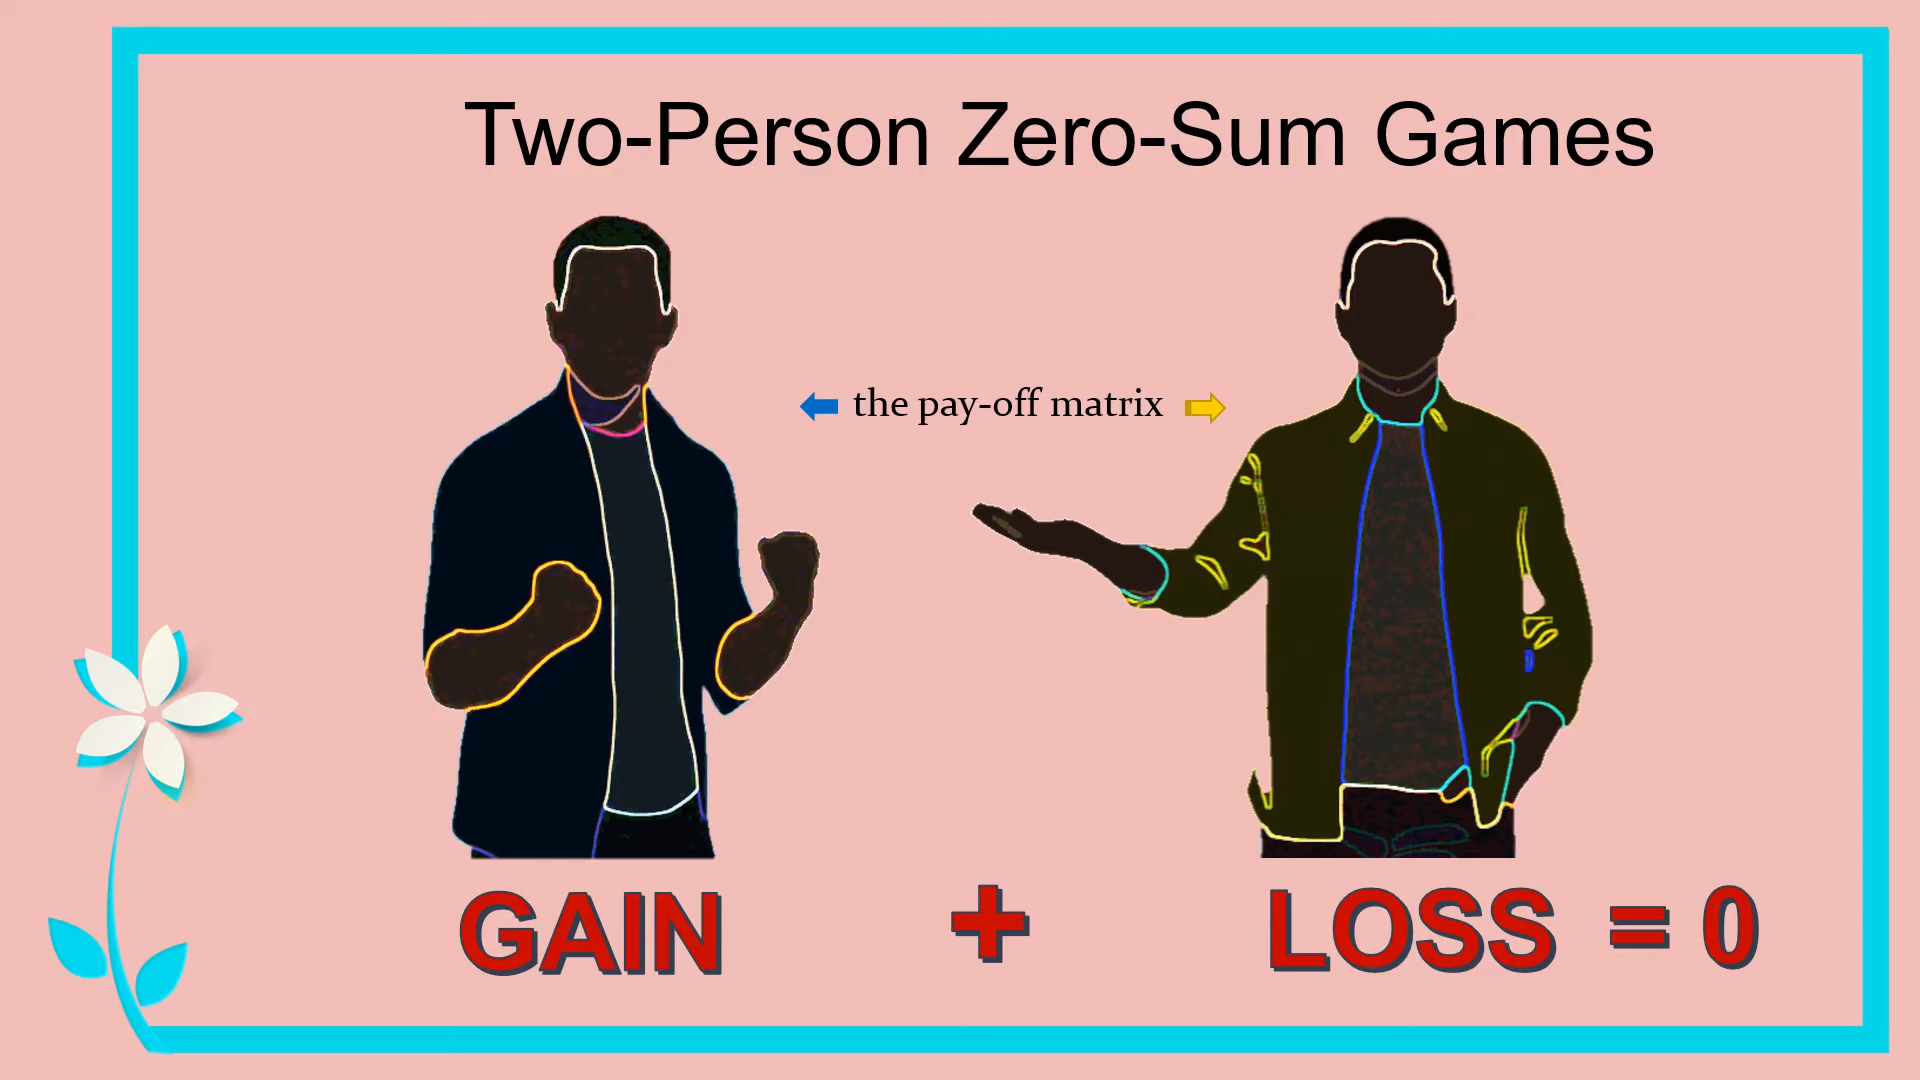 Two-Person Zero-Sum Games
the pay-off matrix
GAIN + LOSS = 0